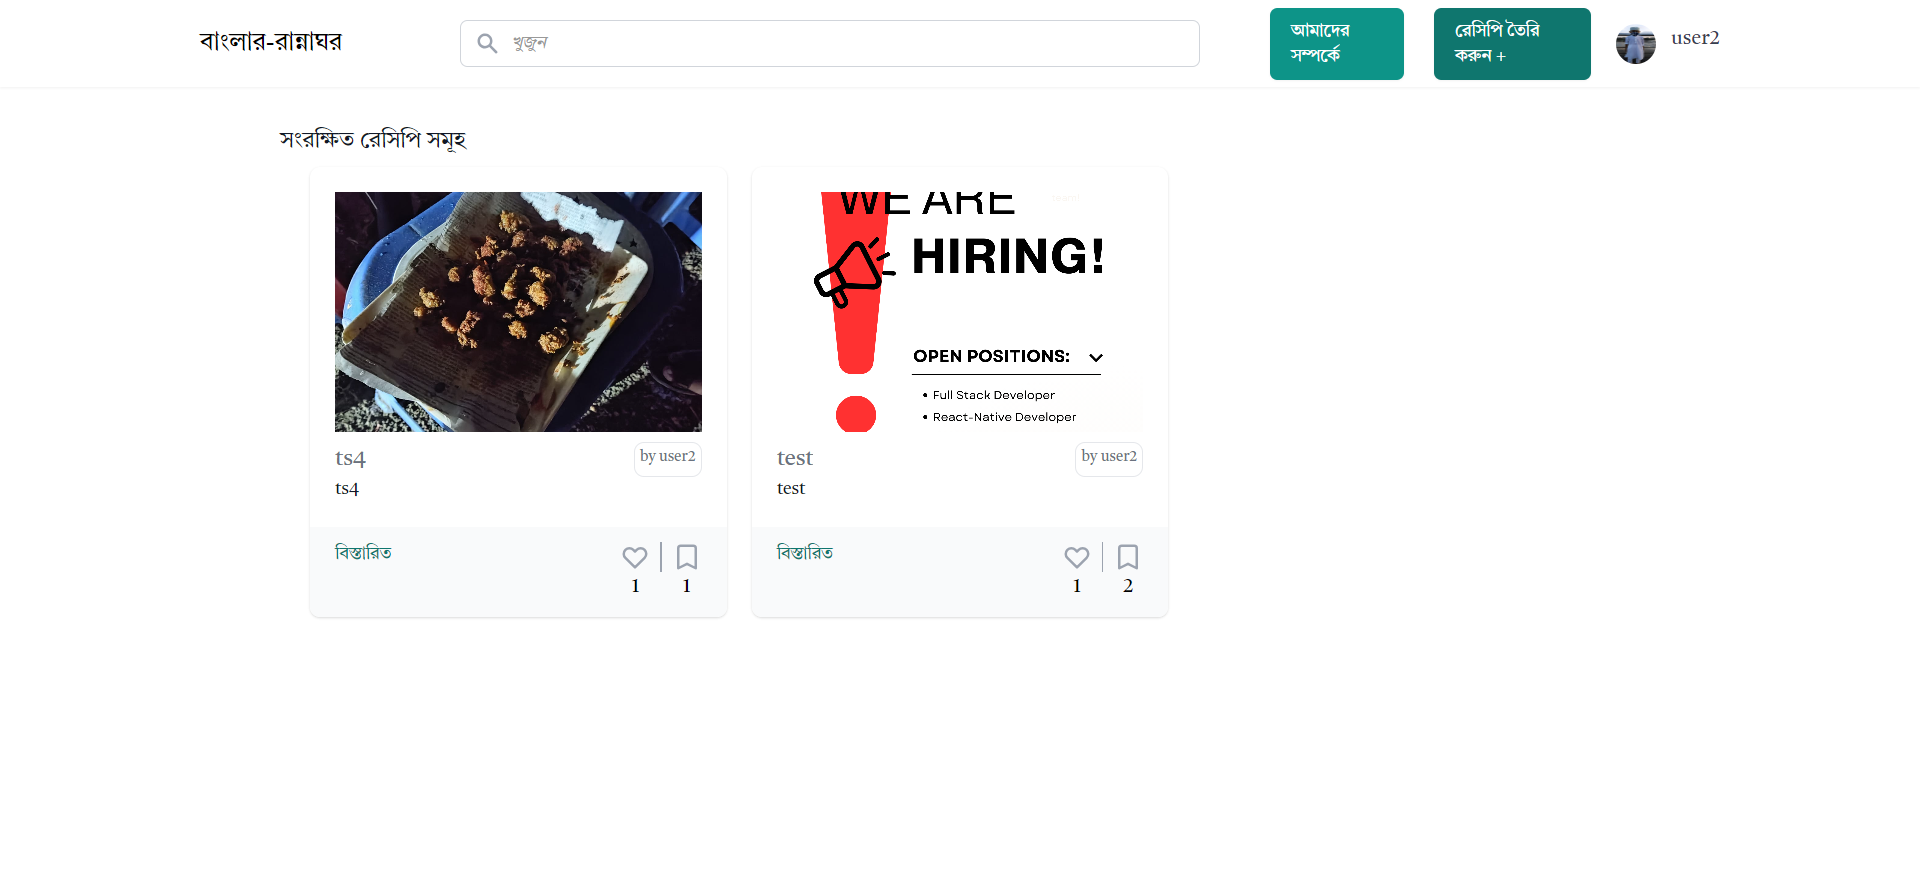 বাংলার-রান্নাঘর
খুজুন
আমাদের
সম্পর্কে
রেসিপি তৈরি
করুন +
user2
সংরক্ষিত রেসিপি সমূহ
ts4
by user2
ts4
বিস্তারিত
1
1
WE ARE
HIRING!
OPEN POSITIONS:
• Full Stack Developer
• React-Native Developer
test
by user2
test
বিস্তারিত
1
2